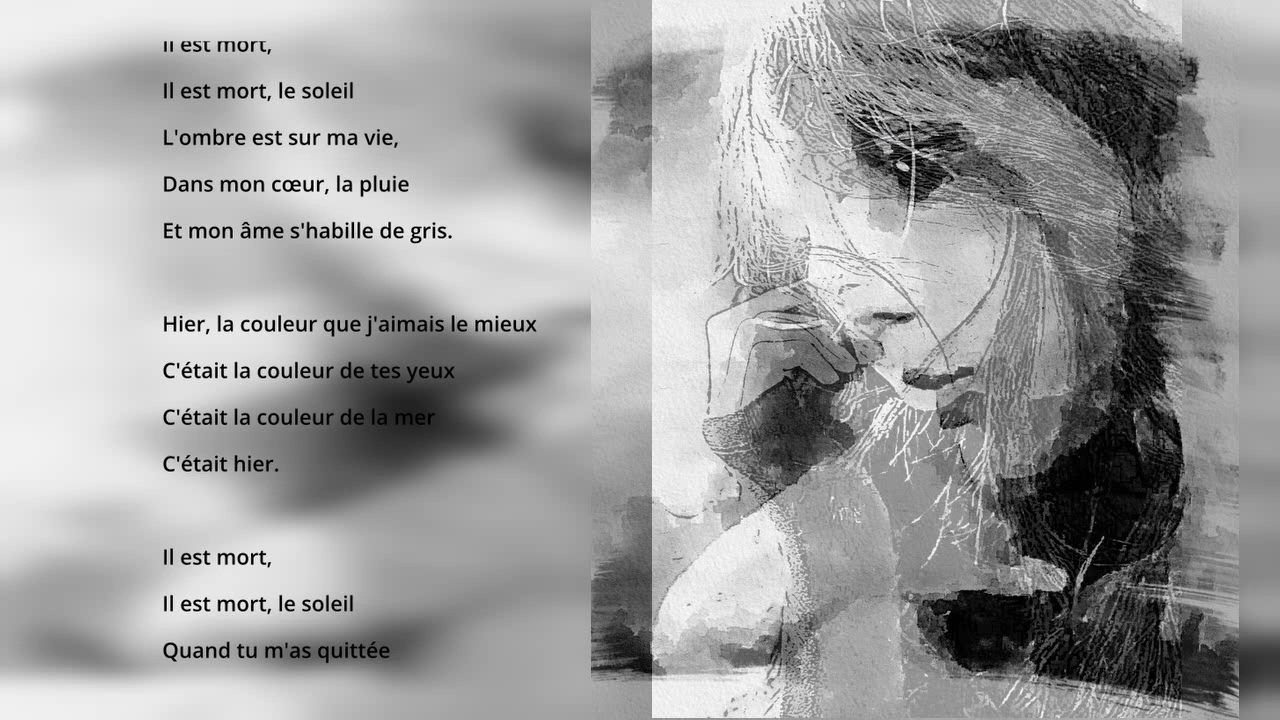 Il est mort,
Il est mort, le soleil
L'ombre est sur ma vie,
Dans mon cœur, la pluie
Et mon âme s'habille de gris.
Hier, la couleur que j'aimais le mieux
C'était la couleur de tes yeux
C'était la couleur de la mer
C'était hier.
Il est mort,
Il est mort, le soleil
Quand tu m'as quittée